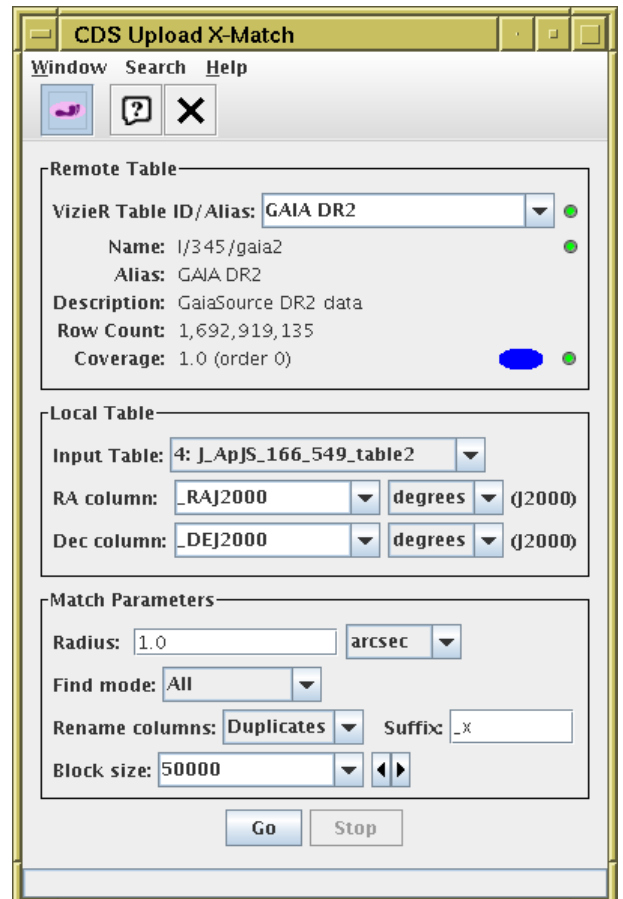 CDS Upload X-Match
Window Search Help
Remote Table
VizieR Table ID/Alias: GAIA DR2
Name: I/345/gaia2
Alias: GAIA DR2
Description: GaiaSource DR2 data
Row Count: 1,692,919,135
Coverage: 1.0 (order 0)
Local Table
Input Table: 4: J_ApJS_166_549_table2
RA column: _RAJ2000 degrees (J2000)
Dec column: _DEJ2000 degrees (J2000)
Match Parameters
Radius: 1.0 arcsec
Find mode: All
Rename columns: Duplicates Suffix: _x
Block size: 50000
Go Stop